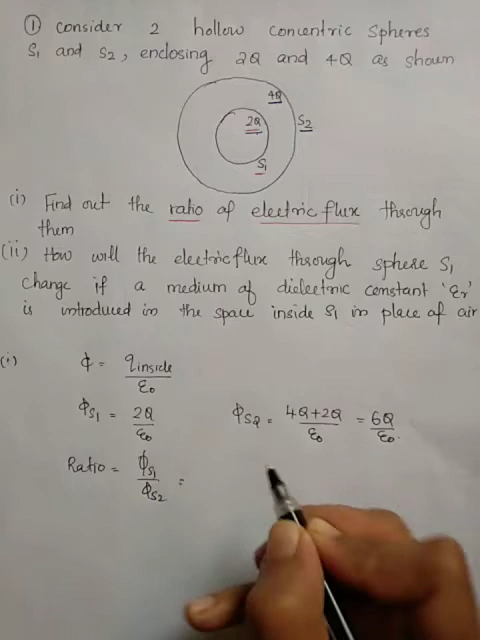 ① consider 2 hollow concentric spheres
S₁ and S₂, enclosing 2Q and 4Q as shown
4Q
2Q
S₂
S₁
(i) Find out the ratio of electric flux through
them
(ii) How will the electric flux through sphere S₁
change if a medium of dielectric constant 'εr'
is introduced in the space inside S₁ in place of air
(i) ϕ = q inside / ε₀
ϕS₁ = 2Q / ε₀ ϕS₂ = 4Q+2Q / ε₀ = 6Q / ε₀.
Ratio = ϕS₁ / ϕS₂ =